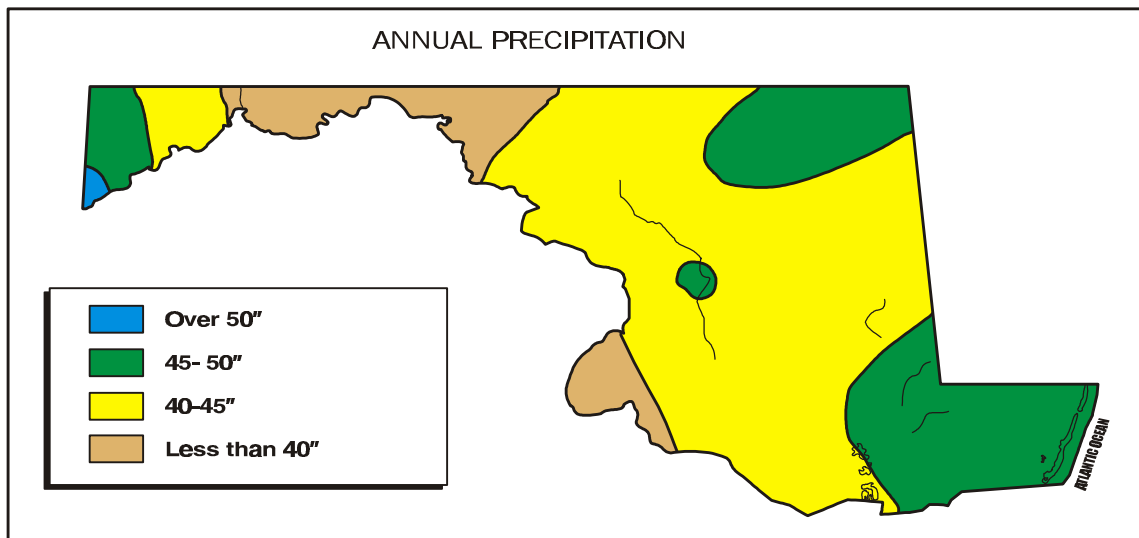 ANNUAL PRECIPITATION
Over 50"
45- 50"
40–45"
Less than 40"
ATLANTIC OCEAN